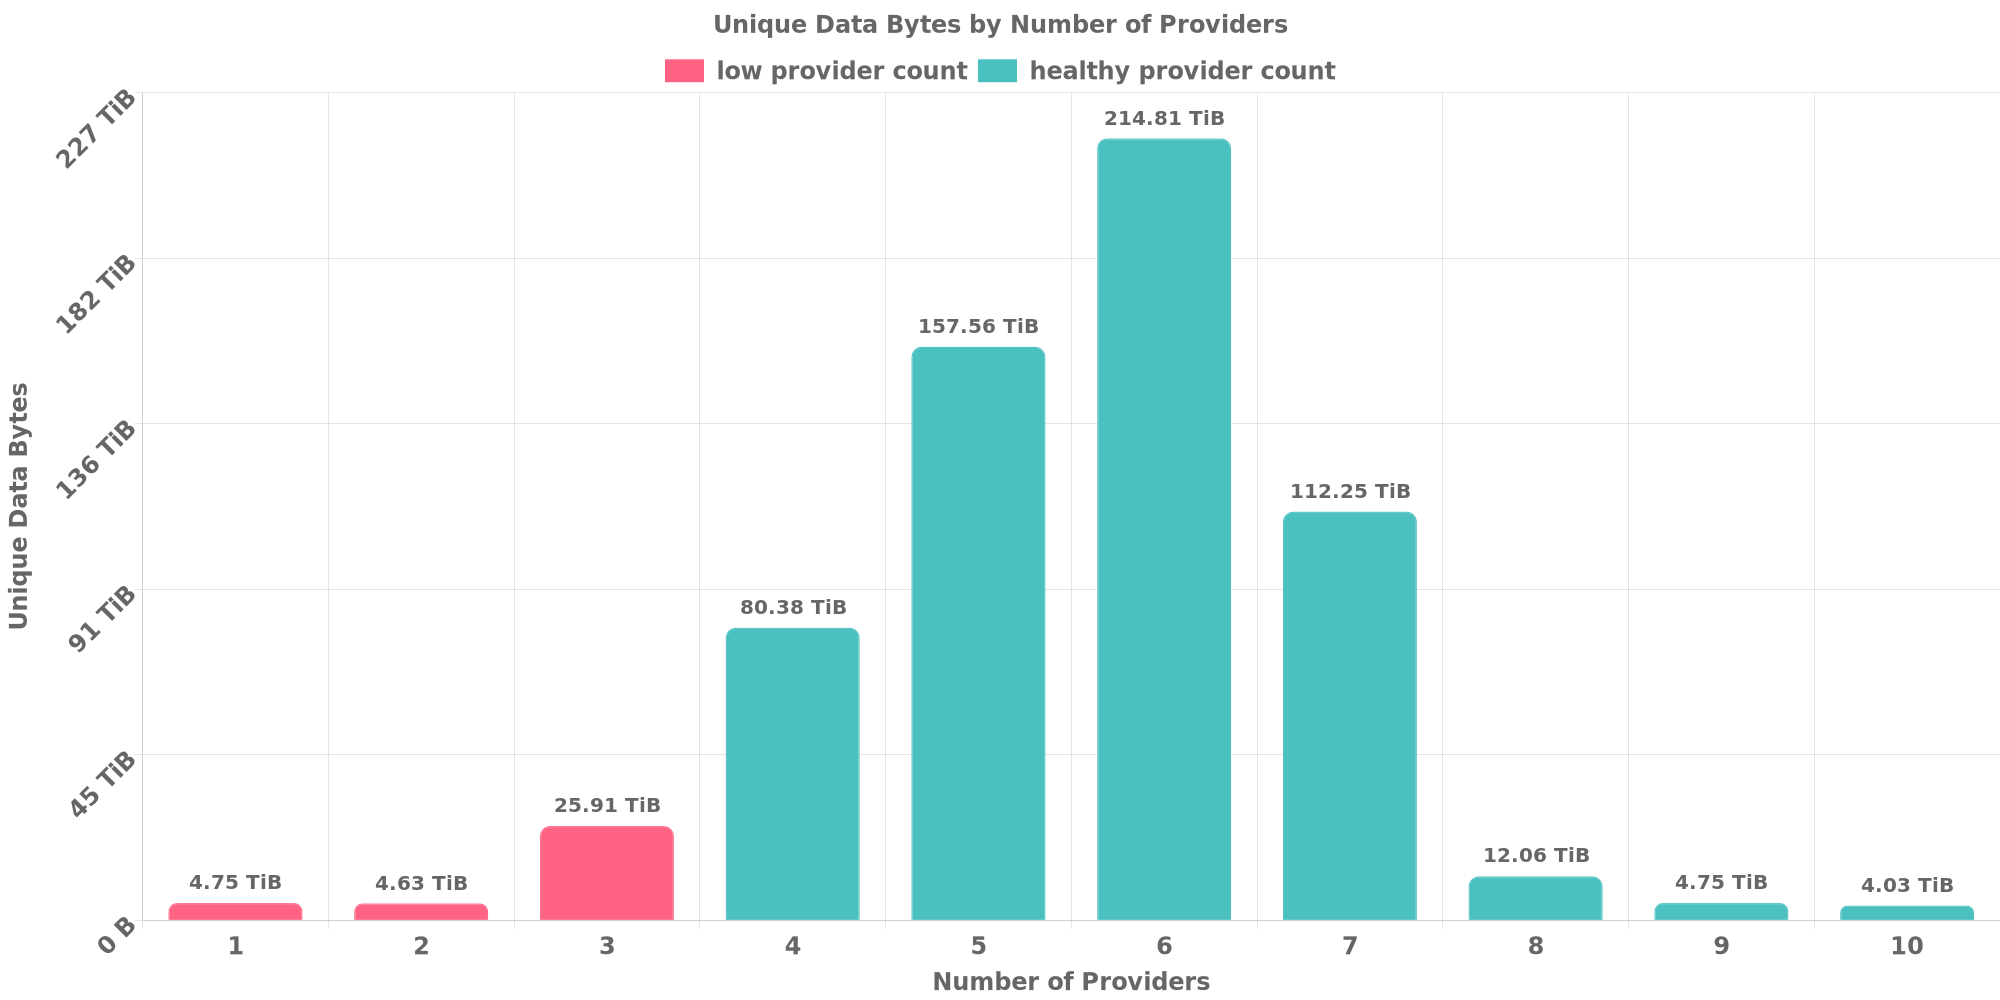 Unique Data Bytes by Number of Providers
low provider count
healthy provider count
227 TiB
182 TiB
136 TiB
91 TiB
45 TiB
0 B
Unique Data Bytes
4.75 TiB
4.63 TiB
25.91 TiB
80.38 TiB
157.56 TiB
214.81 TiB
112.25 TiB
12.06 TiB
4.75 TiB
4.03 TiB
1 2 3 4 5 6 7 8 9 10
Number of Providers